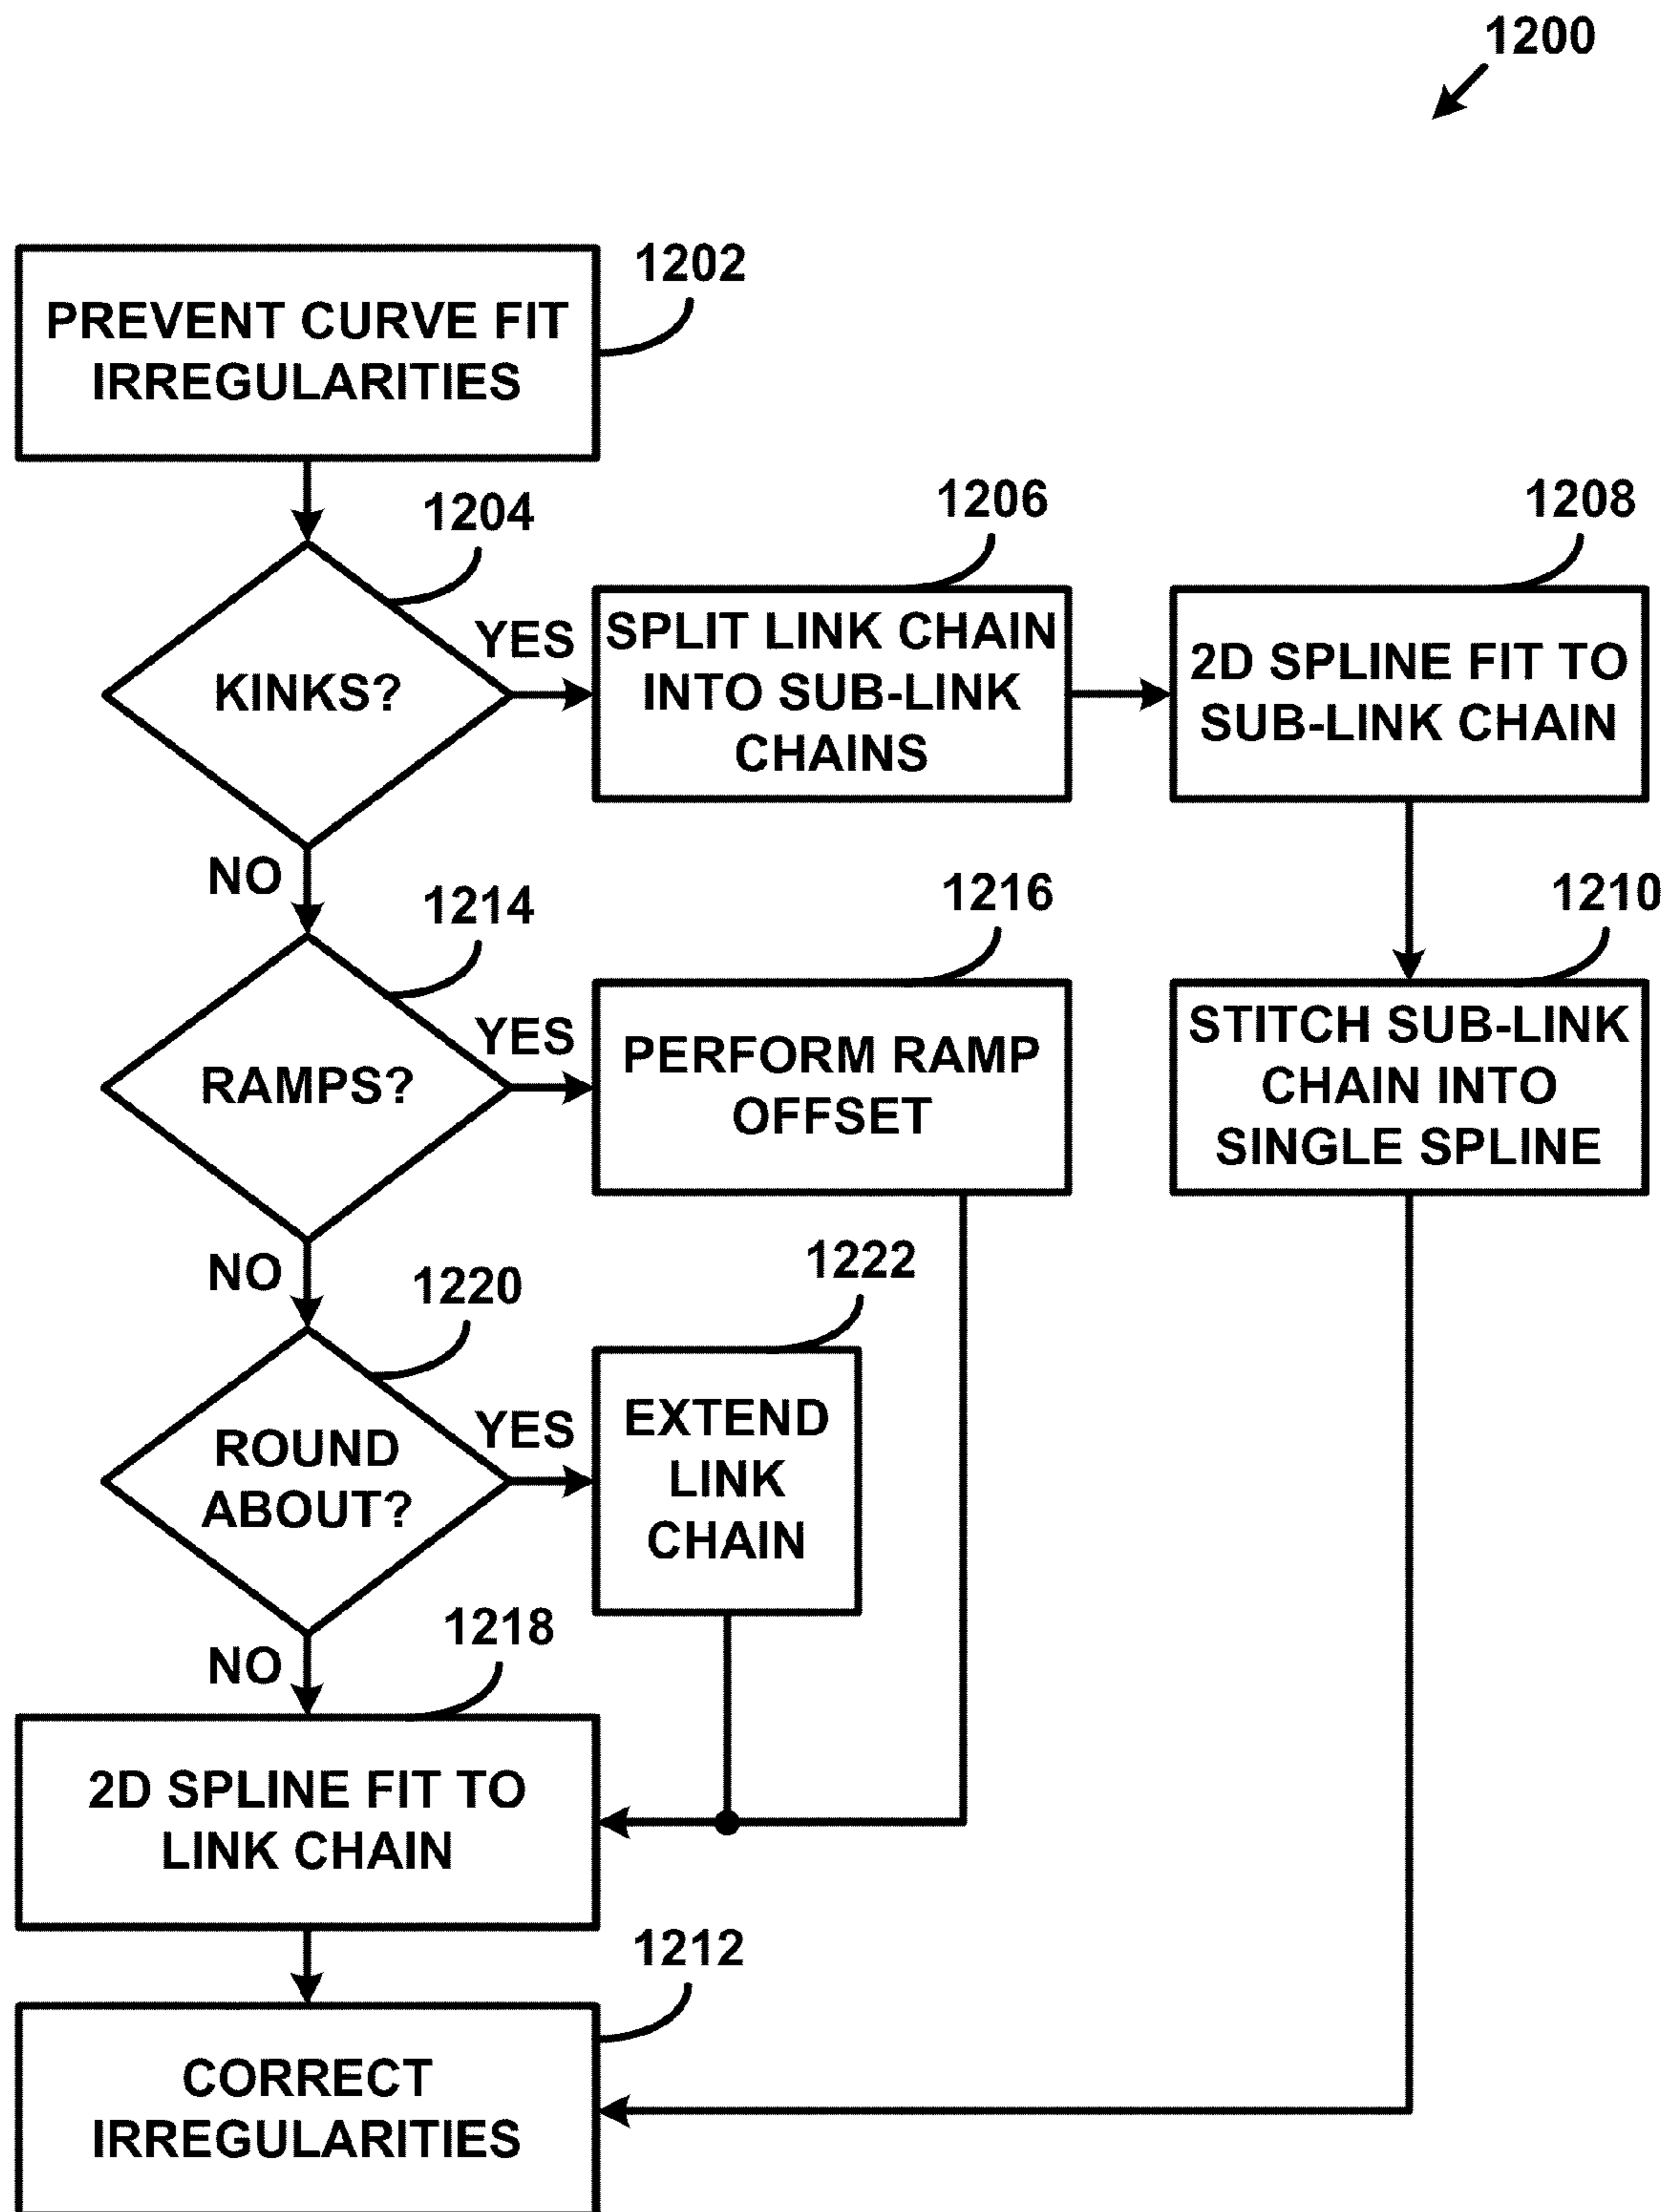 1200
1202
PREVENT CURVE FIT
IRREGULARITIES
1204
KINKS?
YES
NO
1206
SPLIT LINK CHAIN
INTO SUB-LINK
CHAINS
1208
2D SPLINE FIT TO
SUB-LINK CHAIN
1210
STITCH SUB-LINK
CHAIN INTO
SINGLE SPLINE
1214
RAMPS?
YES
NO
1216
PERFORM RAMP
OFFSET
1220
ROUND
ABOUT?
YES
NO
1222
EXTEND
LINK
CHAIN
1218
2D SPLINE FIT TO
LINK CHAIN
1212
CORRECT
IRREGULARITIES